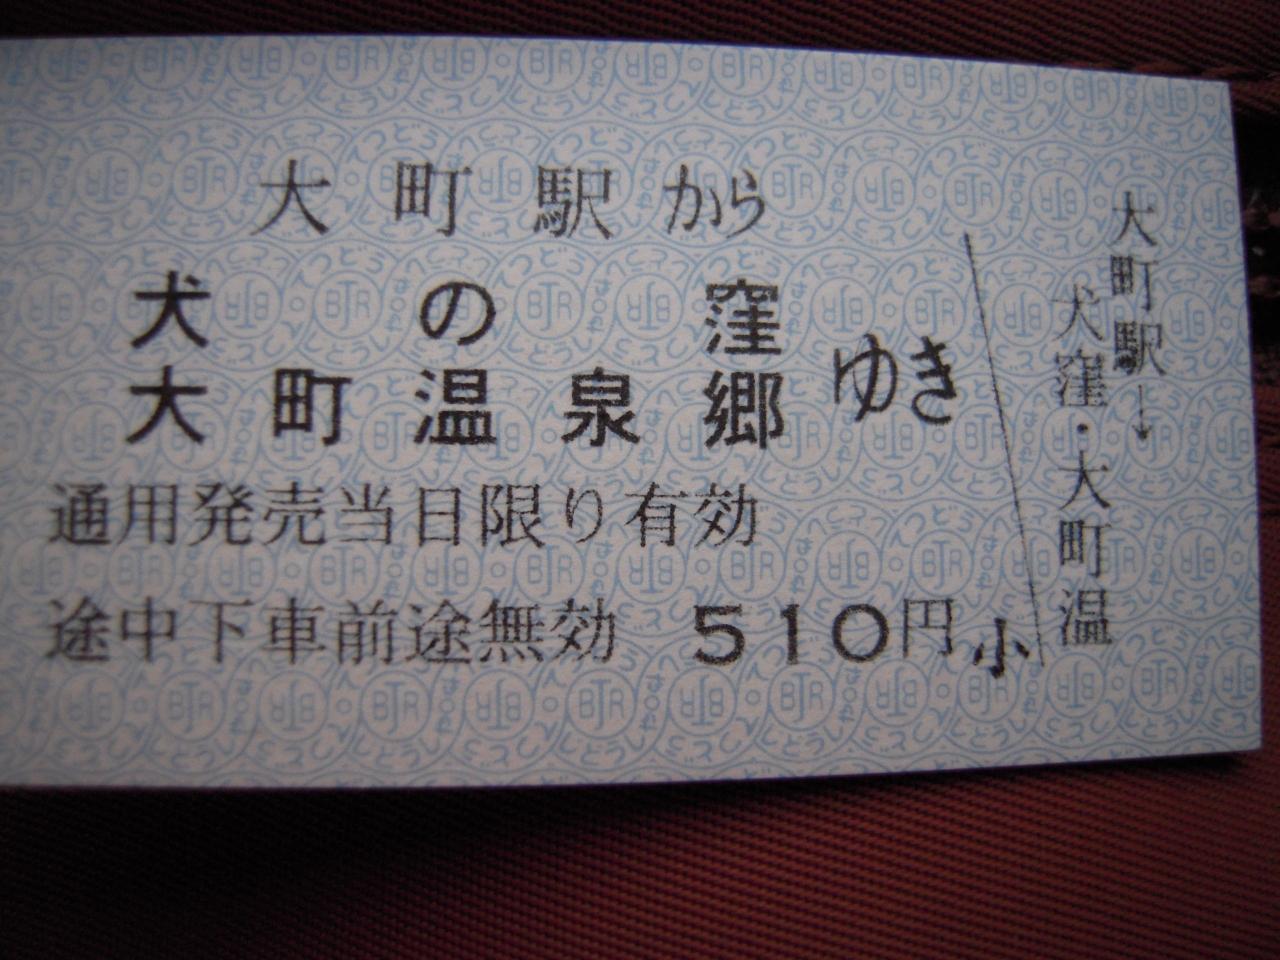 大町駅から
犬の窪
大町温泉郷
ゆき
通用発売当日限り有効
途中下車前途無効 510円
小
大町駅→
犬窪・大町温